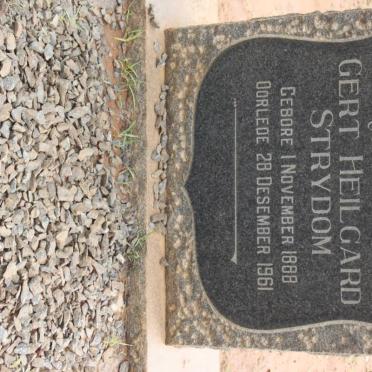 GERT HEILGARD
STRYDOM
GEBORE 1 NOVEMBER 1888
OORLEDE 28 DESEMBER 1961